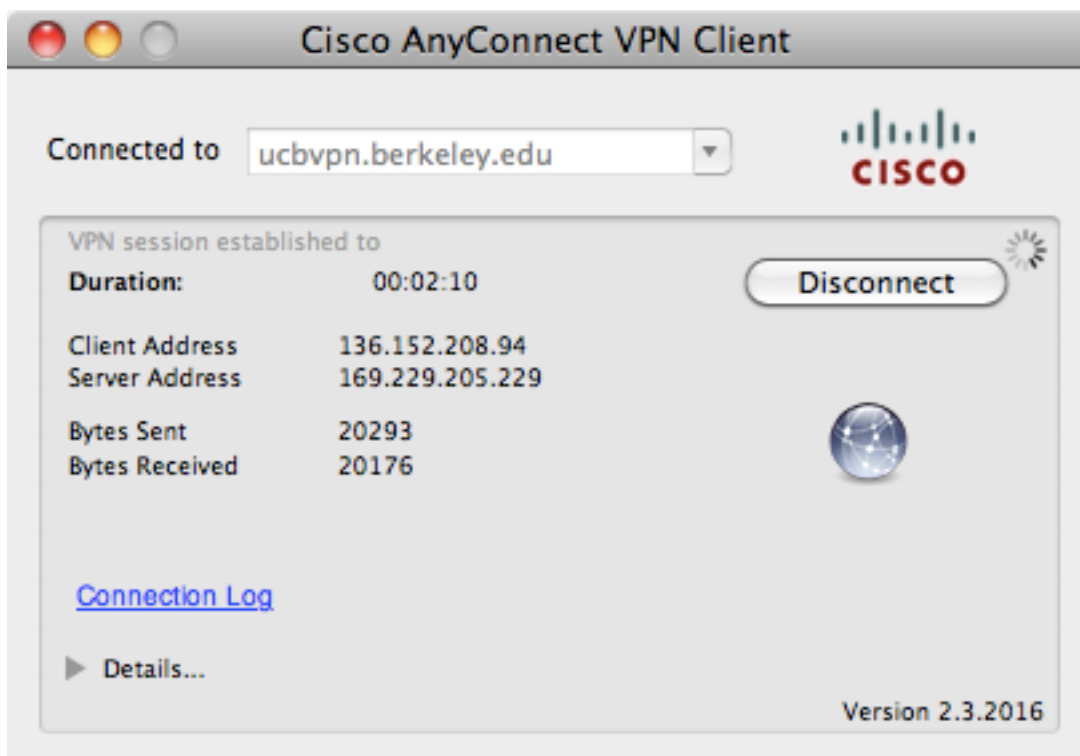 Cisco AnyConnect VPN Client
Connected to ucbvpn.berkeley.edu
CISCO
VPN session established to
Duration: 00:02:10
Disconnect
Client Address 136.152.208.94
Server Address 169.229.205.229
Bytes Sent 20293
Bytes Received 20176
Connection Log
Details...
Version 2.3.2016